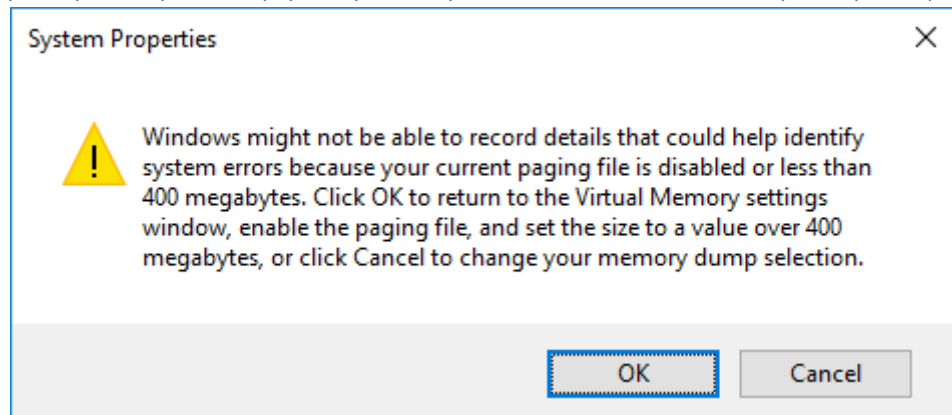 System Properties
Windows might not be able to record details that could help identify
system errors because your current paging file is disabled or less than
400 megabytes. Click OK to return to the Virtual Memory settings
window, enable the paging file, and set the size to a value over 400
megabytes, or click Cancel to change your memory dump selection.
OK
Cancel